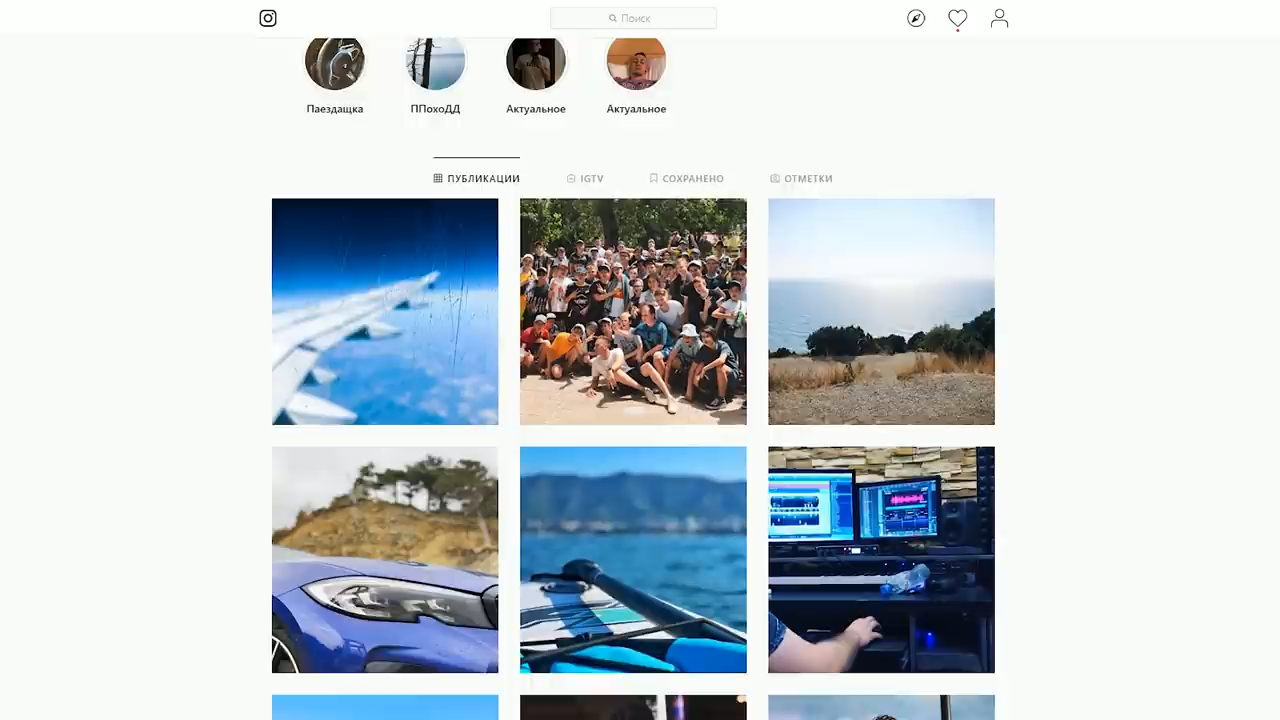 Поиск
Паездащка
ППохоДД
Актуальное
Актуальное
ПУБЛИКАЦИИ
IGTV
СОХРАНЕНО
ОТМЕТКИ